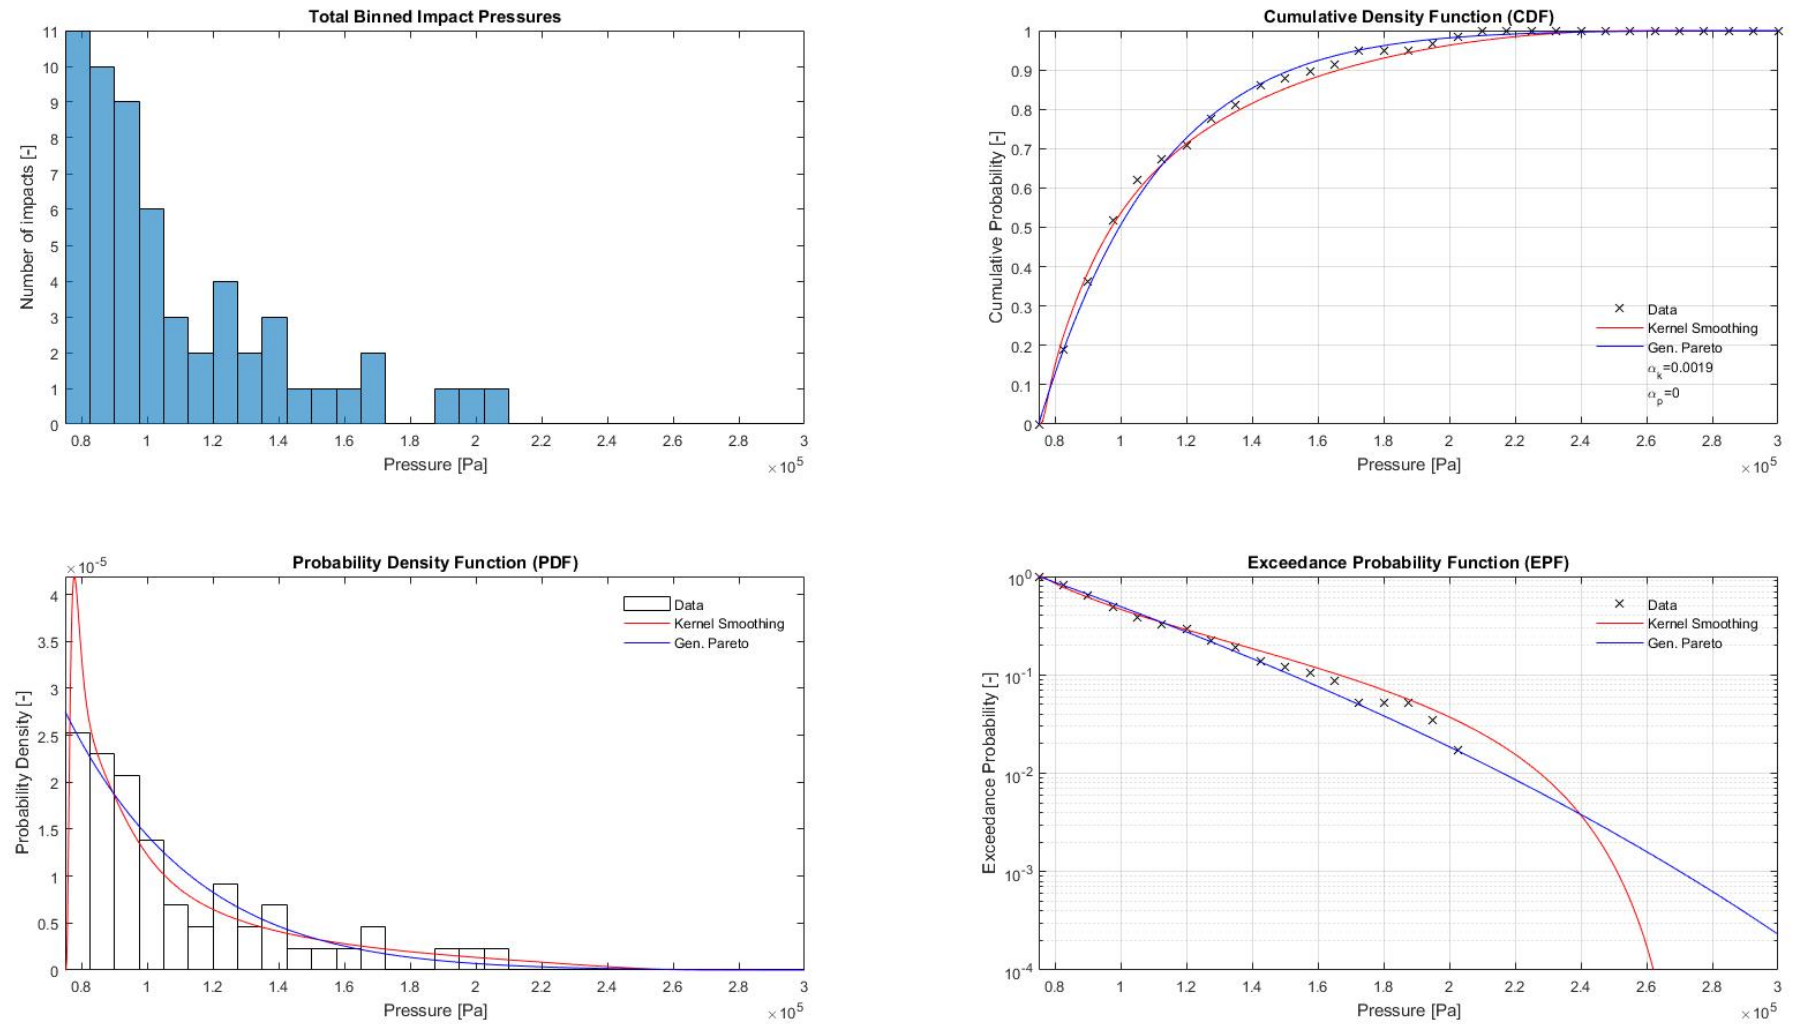 Total Binned Impact Pressures
Number of impacts [-]
11
10
9
8
7
6
5
4
3
2
1
0
0.8 1 1.2 1.4 1.6 1.8 2 2.2 2.4 2.6 2.8 3
Pressure [Pa]
×10^5
Cumulative Density Function (CDF)
Cumulative Probability [-]
1
0.9
0.8
0.7
0.6
0.5
0.4
0.3
0.2
0.1
0
Data
Kernel Smoothing
Gen. Pareto
α_k=0.0019
α_p=0
0.8 1 1.2 1.4 1.6 1.8 2 2.2 2.4 2.6 2.8 3
Pressure [Pa]
×10^5
Probability Density Function (PDF)
×10^-5
Probability Density [-]
4
3.5
3
2.5
2
1.5
1
0.5
0
Data
Kernel Smoothing
Gen. Pareto
0.8 1 1.2 1.4 1.6 1.8 2 2.2 2.4 2.6 2.8 3
Pressure [Pa]
×10^5
Exceedance Probability Function (EPF)
Exceedance Probability [-]
10^0
10^-1
10^-2
10^-3
10^-4
Data
Kernel Smoothing
Gen. Pareto
0.8 1 1.2 1.4 1.6 1.8 2 2.2 2.4 2.6 2.8 3
Pressure [Pa]
×10^5